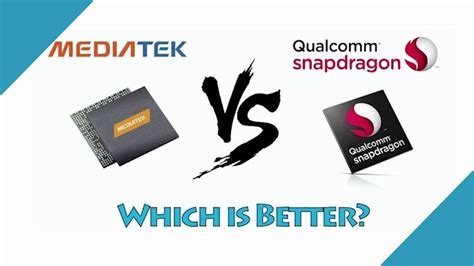 MEDIATEK
Qualcomm
snapdragon
VS
MEDIATEK
Qualcomm
snapdragon
Which is Better?